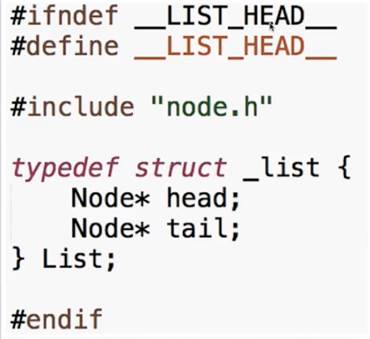 #ifndef __LIST_HEAD__
#define __LIST_HEAD__
#include "node.h"
typedef struct _list {
Node* head;
Node* tail;
} List;
#endif